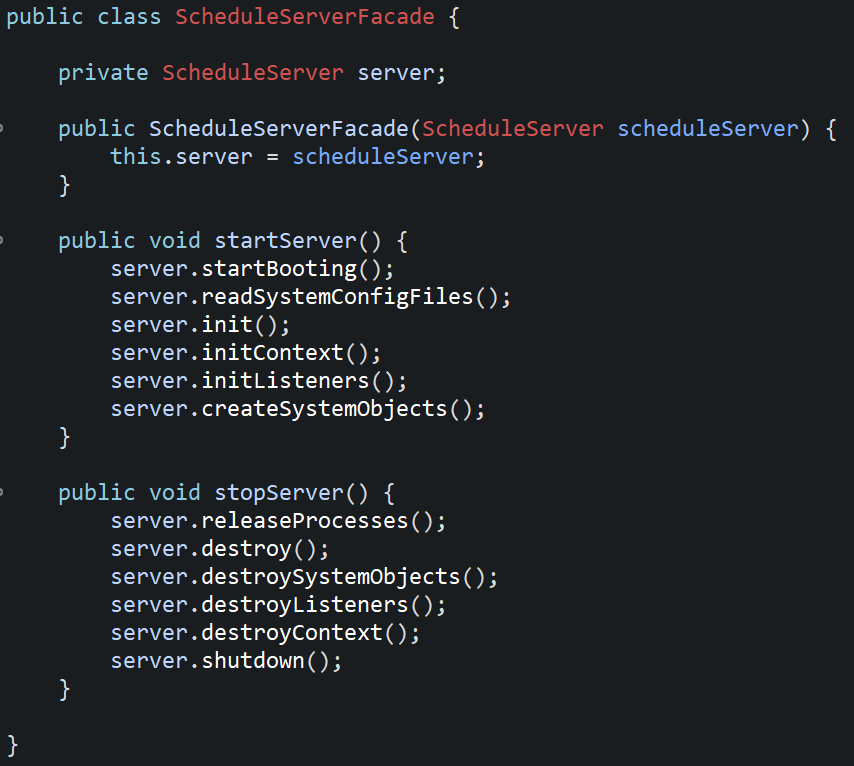 public class ScheduleServerFacade {
private ScheduleServer server;
public ScheduleServerFacade(ScheduleServer scheduleServer) {
this.server = scheduleServer;
}
public void startServer() {
server.startBooting();
server.readSystemConfigFiles();
server.init();
server.initContext();
server.initListeners();
server.createSystemObjects();
}
public void stopServer() {
server.releaseProcesses();
server.destroy();
server.destroySystemObjects();
server.destroyListeners();
server.destroyContext();
server.shutdown();
}
}